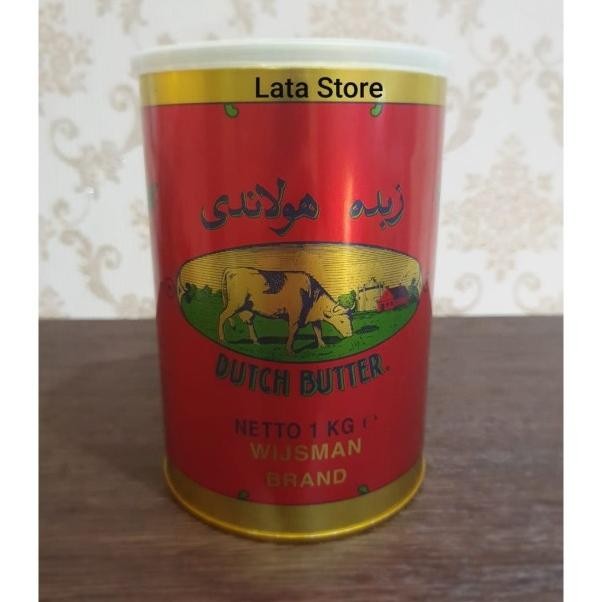 Lata Store
زبده هولاندى
DUTCH BUTTER
NETTO 1 KG e
WIJSMAN
BRAND